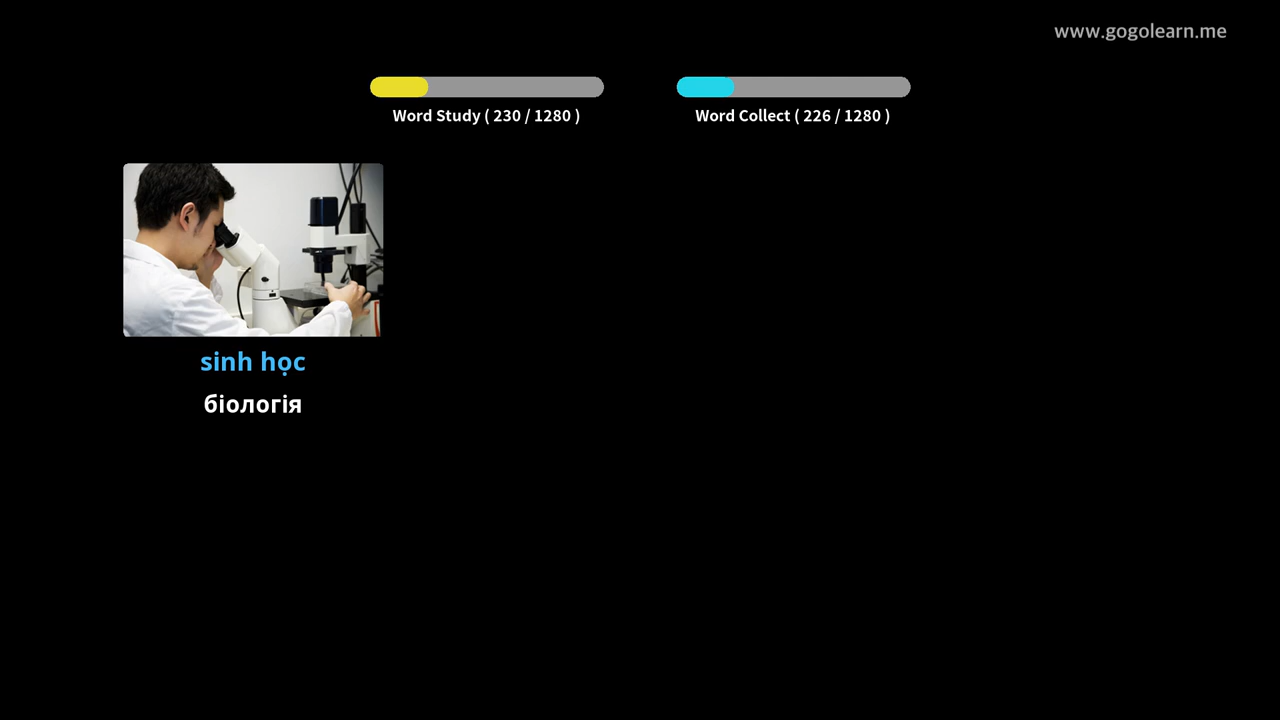 www.gogolearn.me
Word Study ( 230 / 1280 )
Word Collect ( 226 / 1280 )
sinh học
біологія